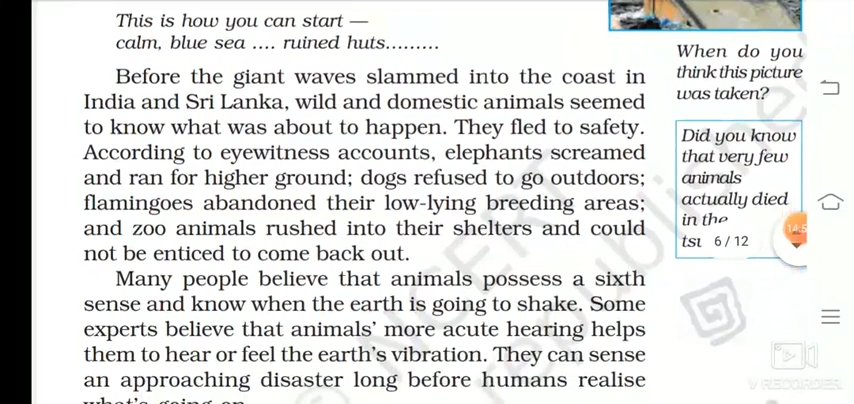 This is how you can start —
calm, blue sea .... ruined huts.........
Before the giant waves slammed into the coast in
India and Sri Lanka, wild and domestic animals seemed
to know what was about to happen. They fled to safety.
According to eyewitness accounts, elephants screamed
and ran for higher ground; dogs refused to go outdoors;
flamingoes abandoned their low-lying breeding areas;
and zoo animals rushed into their shelters and could
not be enticed to come back out.
Many people believe that animals possess a sixth
sense and know when the earth is going to shake. Some
experts believe that animals’ more acute hearing helps
them to hear or feel the earth’s vibration. They can sense
an approaching disaster long before humans realise
what’s going on.
When do you
think this picture
was taken?
Did you know
that very few
animals
actually died
in the
6 / 12
© NCERT
republished
V RECORDER